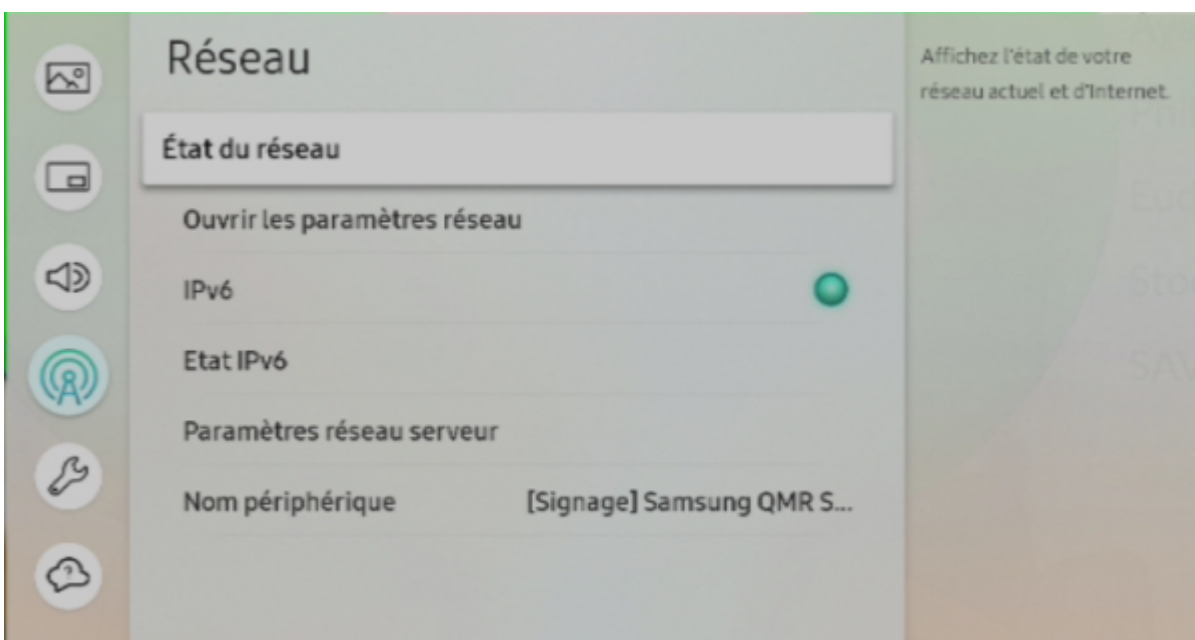 Réseau
État du réseau
Ouvrir les paramètres réseau
IPv6
Etat IPv6
Paramètres réseau serveur
Nom périphérique [Signage] Samsung QMR S...
Affichez l'état de votre
réseau actuel et d'Internet.